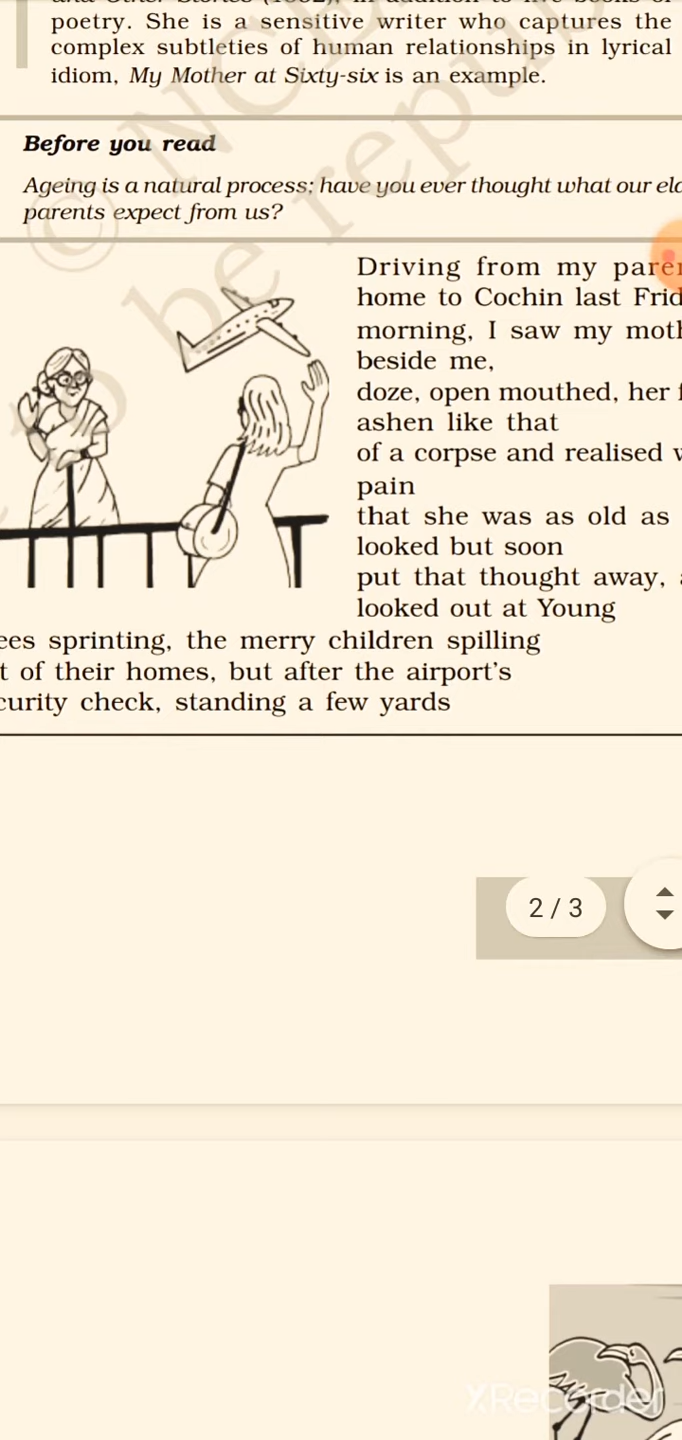 poetry. She is a sensitive writer who captures the
complex subtleties of human relationships in lyrical
idiom, My Mother at Sixty-six is an example.
Before you read
Ageing is a natural process; have you ever thought what our
parents expect from us?
Driving from my
home to Cochin last
morning, I saw my
beside me,
doze, open mouthed, her
ashen like that
of a corpse and realised
pain
that she was as old as
looked but soon
put that thought away,
looked out at Young
sprinting, the merry children spilling
of their homes, but after the airport's
check, standing a few yards
2 / 3
© NC
be repu
XRecorder